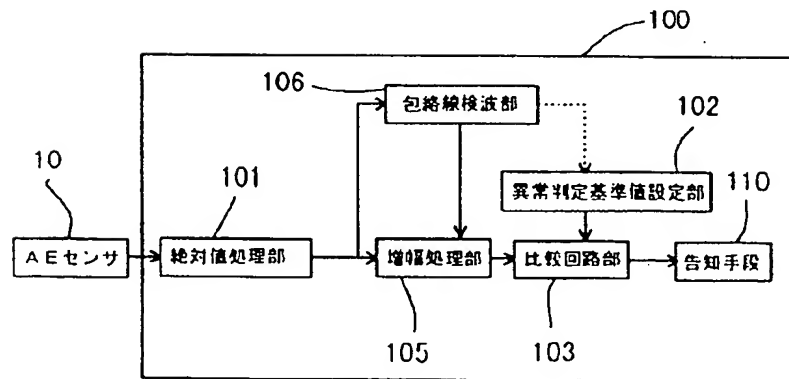 100
106
包絡線検波部
102
10
101
異常判定基準値設定部
110
AEセンサ
絶対値処理部
増幅処理部
比較回路部
告知手段
105
103